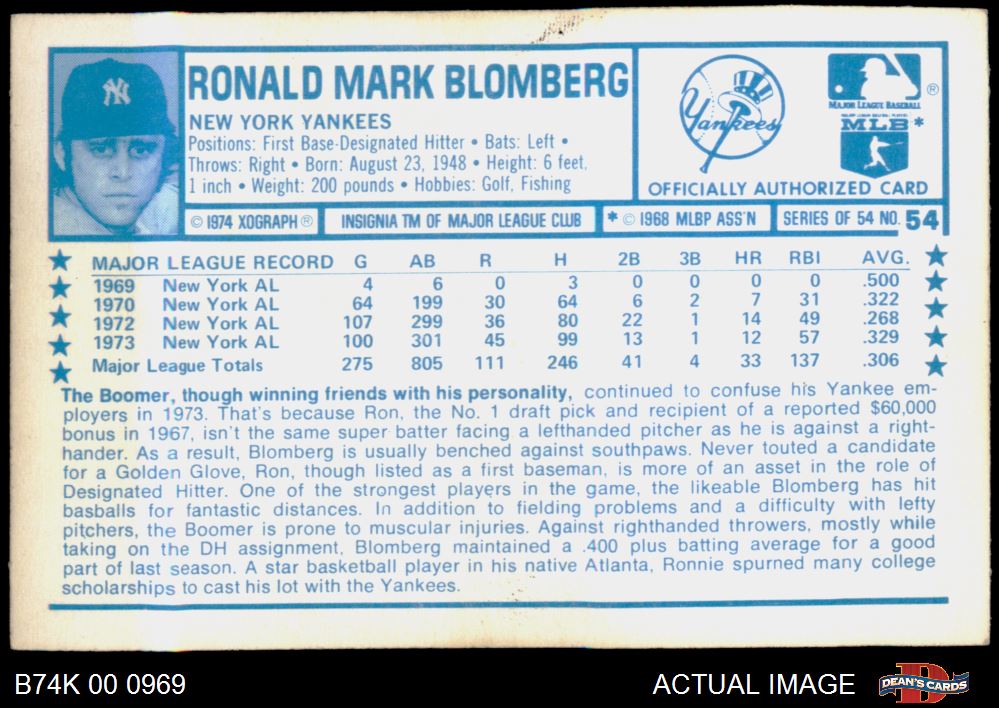 RONALD MARK BLOMBERG
NEW YORK YANKEES
Positions: First Base-Designated Hitter • Bats: Left •
Throws: Right • Born: August 23, 1948 • Height: 6 feet,
1 inch • Weight: 200 pounds • Hobbies: Golf, Fishing
NY
Yankees
®
MAJOR LEAGUE BASEBALL
MLB *
OFFICIALLY AUTHORIZED CARD
© 1974 XOGRAPH ®
INSIGNIA TM OF MAJOR LEAGUE CLUB
* © 1968 MLBP ASS'N
SERIES OF 54 NO. 54
MAJOR LEAGUE RECORD G AB R H 2B 3B HR RBI AVG.
1969 New York AL 4 6 0 3 0 0 0 0 .500
1970 New York AL 64 199 30 64 6 2 7 31 .322
1972 New York AL 107 299 36 80 22 1 14 49 .268
1973 New York AL 100 301 45 99 13 1 12 57 .329
Major League Totals 275 805 111 246 41 4 33 137 .306
The Boomer, though winning friends with his personality, continued to confuse his Yankee em-
ployers in 1973. That's because Ron, the No. 1 draft pick and recipient of a reported $60,000
bonus in 1967, isn't the same super batter facing a lefthanded pitcher as he is against a right-
hander. As a result, Blomberg is usually benched against southpaws. Never touted a candidate
for a Golden Glove, Ron, though listed as a first baseman, is more of an asset in the role of
Designated Hitter. One of the strongest players in the game, the likeable Blomberg has hit
basballs for fantastic distances. In addition to fielding problems and a difficulty with lefty
pitchers, the Boomer is prone to muscular injuries. Against righthanded throwers, mostly while
taking on the DH assignment, Blomberg maintained a .400 plus batting average for a good
part of last season. A star basketball player in his native Atlanta, Ronnie spurned many college
scholarships to cast his lot with the Yankees.
B74K 00 0969
ACTUAL IMAGE
D
DEAN'S CARDS